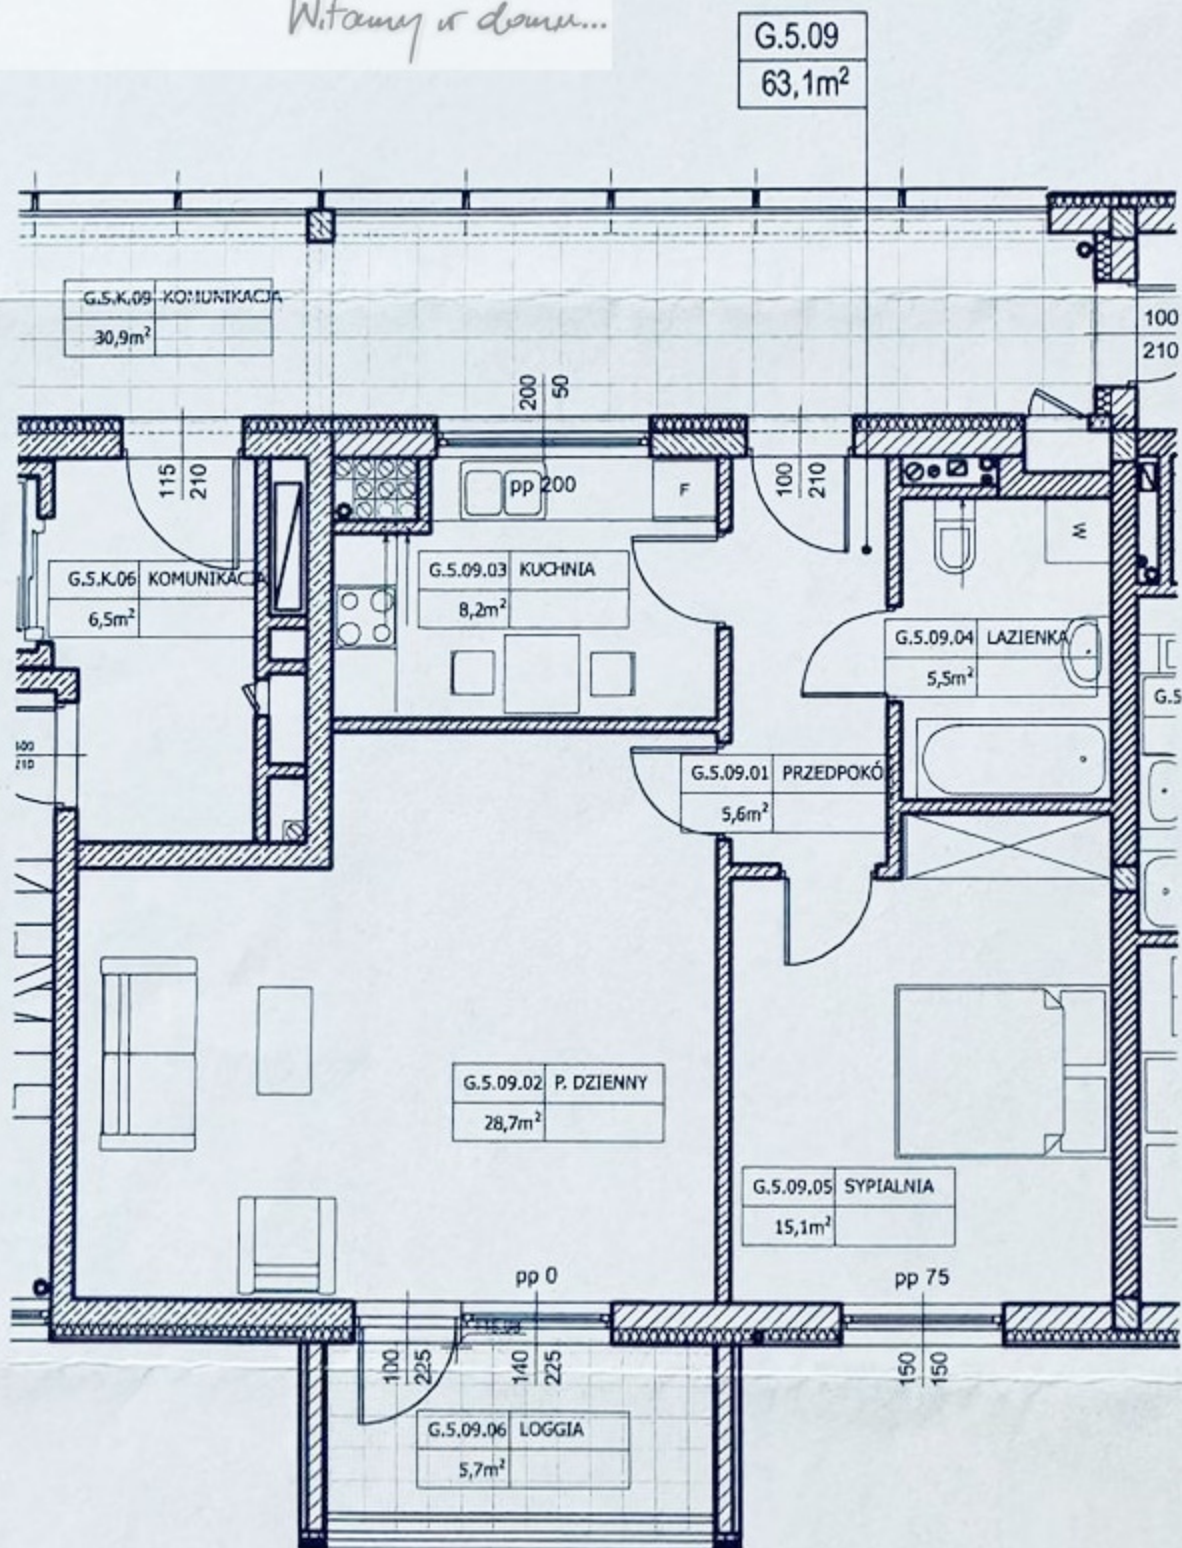 Witamy w domu...
G.5.09
63,1m²
G.5.K.09 KOMUNIKACJA
30,9m²
100
210
200
50
115
210
pp 200
F
100
210
W
G.5.K.06 KOMUNIKACJA
6,5m²
G.5.09.03 KUCHNIA
8,2m²
G.5.09.04 LAZIENKA
5,5m²
G.5
210
G.5.09.01 PRZEDPOKÓ
5,6m²
G.5.09.02 P. DZIENNY
28,7m²
G.5.09.05 SYPIALNIA
15,1m²
pp 0
pp 75
100
225
140
225
150
150
G.5.09.06 LOGGIA
5,7m²